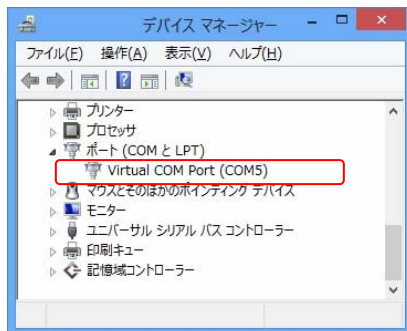 デバイス マネージャー
ファイル(F) 操作(A) 表示(V) ヘルプ(H)
プリンター
プロセッサ
ポート (COM と LPT)
Virtual COM Port (COM5)
マウスとそのほかのポインティング デバイス
モニター
ユニバーサル シリアル バス コントローラー
印刷キュー
記憶域コントローラー